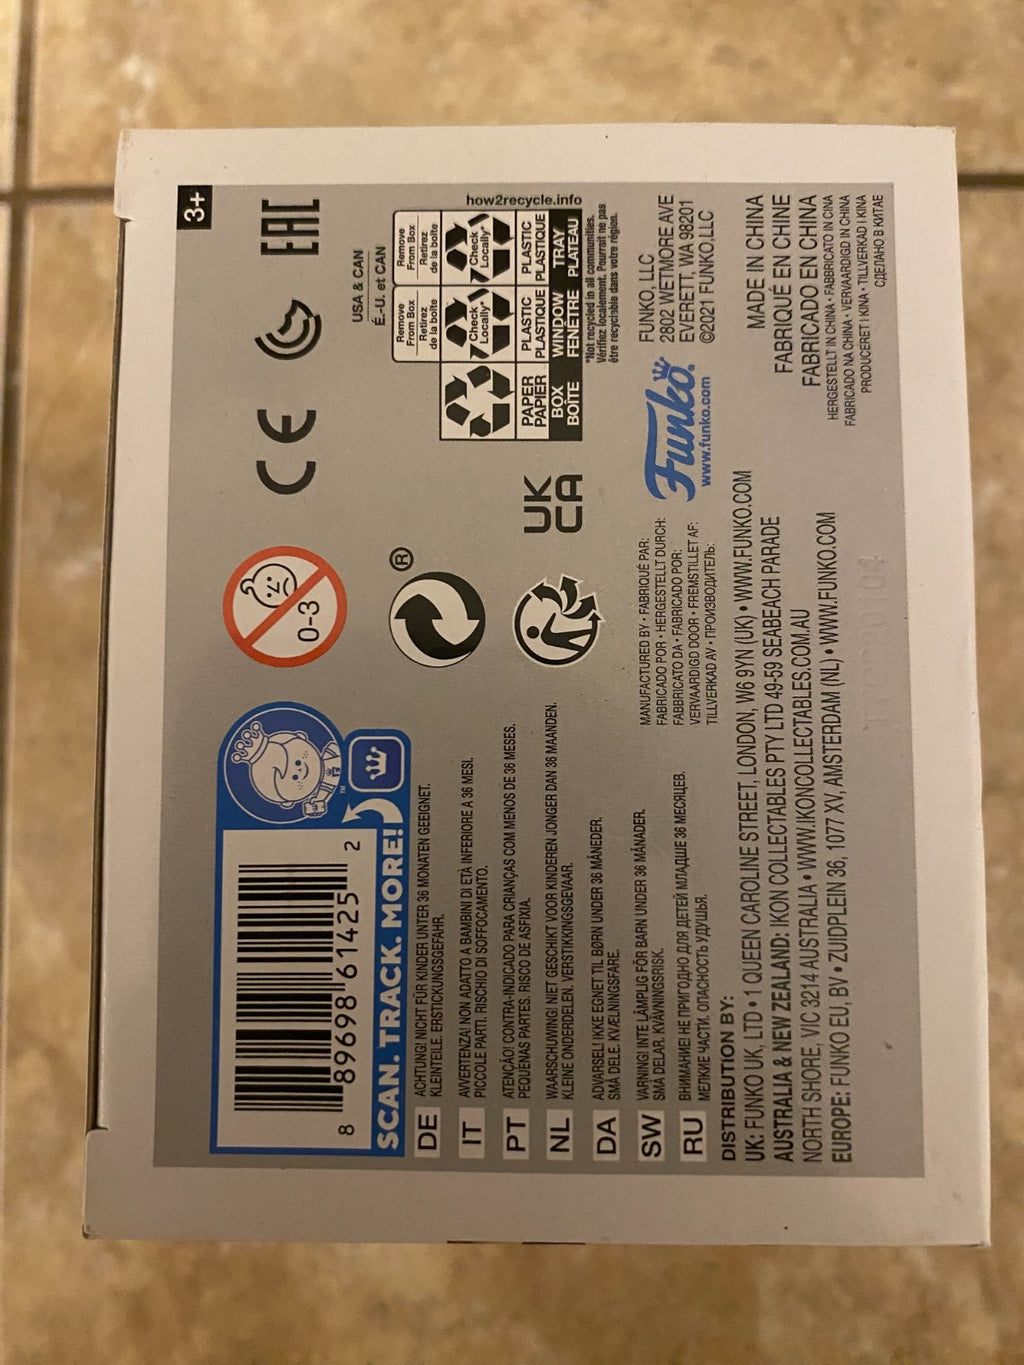 3+
8 89698 61425 2
SCAN. TRACK. MORE!
™
0-3
CE
EAC
®
UK
CA
USA & CAN
É.-U. et CAN
Remove
From Box
Retirez
de la boîte
Remove
From Box
Retirez
de la boîte
Check
Locally*
Check
Locally*
PAPER
PAPIER
PLASTIC
PLASTIQUE
PLASTIC
PLASTIQUE
BOX
BOÎTE
WINDOW
FENÊTRE
TRAY
PLATEAU
how2recycle.info
*Not recycled in all communities.
Vérifiez localement. Pourrait ne pas
être recyclable dans votre région.
DE ACHTUNG! NICHT FÜR KINDER UNTER 36 MONATEN GEEIGNET.
KLEINTEILE. ERSTICKUNGSGEFAHR.
IT AVVERTENZA! NON ADATTO A BAMBINI DI ETÀ INFERIORE A 36 MESI.
PICCOLE PARTI. RISCHIO DI SOFFOCAMENTO.
PT ATENÇÃO! CONTRA-INDICADO PARA CRIANÇAS COM MENOS DE 36 MESES.
PEQUENAS PARTES. RISCO DE ASFIXIA.
NL WAARSCHUWING! NIET GESCHIKT VOOR KINDEREN JONGER DAN 36 MAANDEN.
KLEINE ONDERDELEN. VERSTIKKINGSGEVAAR.
DA ADVARSEL! IKKE EGNET TIL BØRN UNDER 36 MÅNEDER.
SMÅ DELE. KVÆLNINGSFARE.
SW VARNING! INTE LÄMPLIG FÖR BARN UNDER 36 MÅNADER.
SMÅ DELAR. KVÄVNINGSRISK.
RU ВНИМАНИЕ! НЕ ПРИГОДНО ДЛЯ ДЕТЕЙ МЛАДШЕ 36 МЕСЯЦЕВ.
МЕЛКИЕ ЧАСТИ. ОПАСНОСТЬ УДУШЬЯ.
MANUFACTURED BY • FABRIQUÉ PAR:
FABRICADO POR • HERGESTELLT DURCH:
FABBRICATO DA • FABRICADO POR:
VERVAARDIGD DOOR • FREMSTILLET AF:
TILLVERKAD AV • ПРОИЗВОДИТЕЛЬ:
Funko®
www.funko.com
FUNKO, LLC
2802 WETMORE AVE
EVERETT, WA 98201
©2021 FUNKO,LLC
DISTRIBUTION BY:
UK: FUNKO UK, LTD • 1 QUEEN CAROLINE STREET, LONDON, W6 9YN (UK) • WWW.FUNKO.COM
AUSTRALIA & NEW ZEALAND: IKON COLLECTABLES PTY LTD 49-59 SEABEACH PARADE
NORTH SHORE, VIC 3214 AUSTRALIA • WWW.IKONCOLLECTABLES.COM.AU
EUROPE: FUNKO EU, BV • ZUIDPLEIN 36, 1077 XV, AMSTERDAM (NL) • WWW.FUNKO.COM
MADE IN CHINA
FABRIQUÉ EN CHINE
FABRICADO EN CHINA
HERGESTELLT IN CHINA • FABBRICATO IN CINA
FABRICADO NA CHINA • VERVAARDIGD IN CHINA
PRODUCERET I KINA • TILLVERKAD I KINA
СДЕЛАНО В КИТАЕ